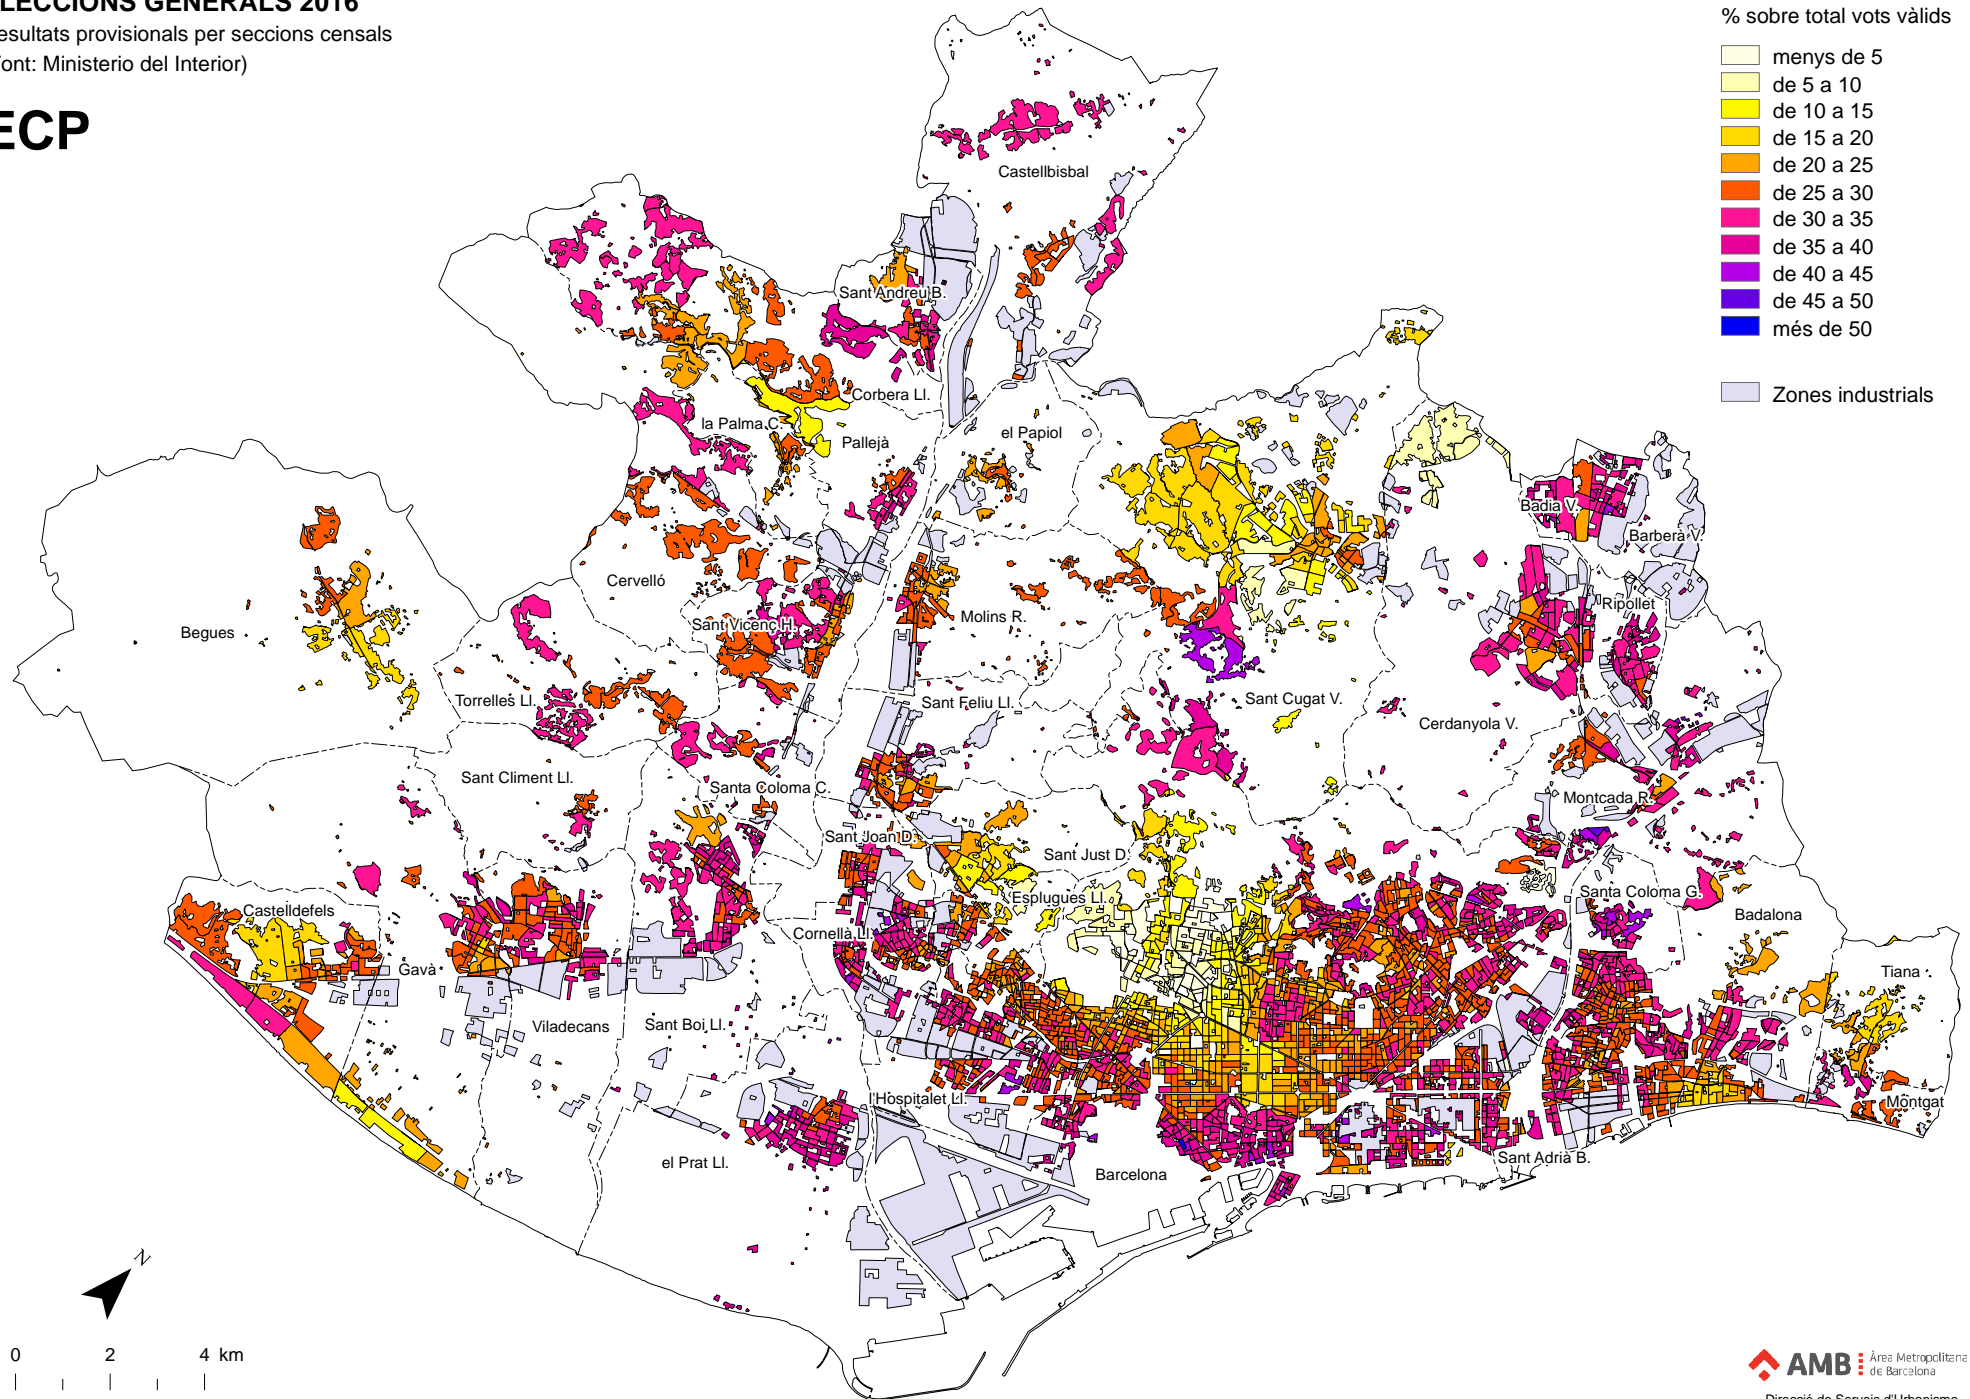 LECCIONS GENERALS 2016
esultats provisionals per seccions censals
ont: Ministerio del Interior)
ECP
% sobre total vots vàlids
menys de 5
de 5 a 10
de 10 a 15
de 15 a 20
de 20 a 25
de 25 a 30
de 30 a 35
de 35 a 40
de 40 a 45
de 45 a 50
més de 50
Zones industrials
Castellbisbal
Sant Andreu B.
Corbera Ll.
la Palma C.
Pallejà
el Papiol
Badia V.
Barberà V.
Cervelló
Ripollet
Begues
Sant Vicenç H.
Molins R.
Torrelles Ll.
Sant Feliu Ll.
Sant Cugat V.
Cerdanyola V.
Sant Climent Ll.
Santa Coloma C.
Montcada R.
Sant Joan D.
Sant Just D.
Esplugues Ll.
Santa Coloma G.
Castelldefels
Badalona
Cornellà Ll.
Gavà
Tiana
Viladecans
Sant Boi Ll.
l'Hospitalet Ll.
Montgat
el Prat Ll.
Barcelona
Sant Adrià B.
N
0 2 4 km
AMB
Àrea Metropolitana
de Barcelona
Direcció de Serveis d'Urbanisme